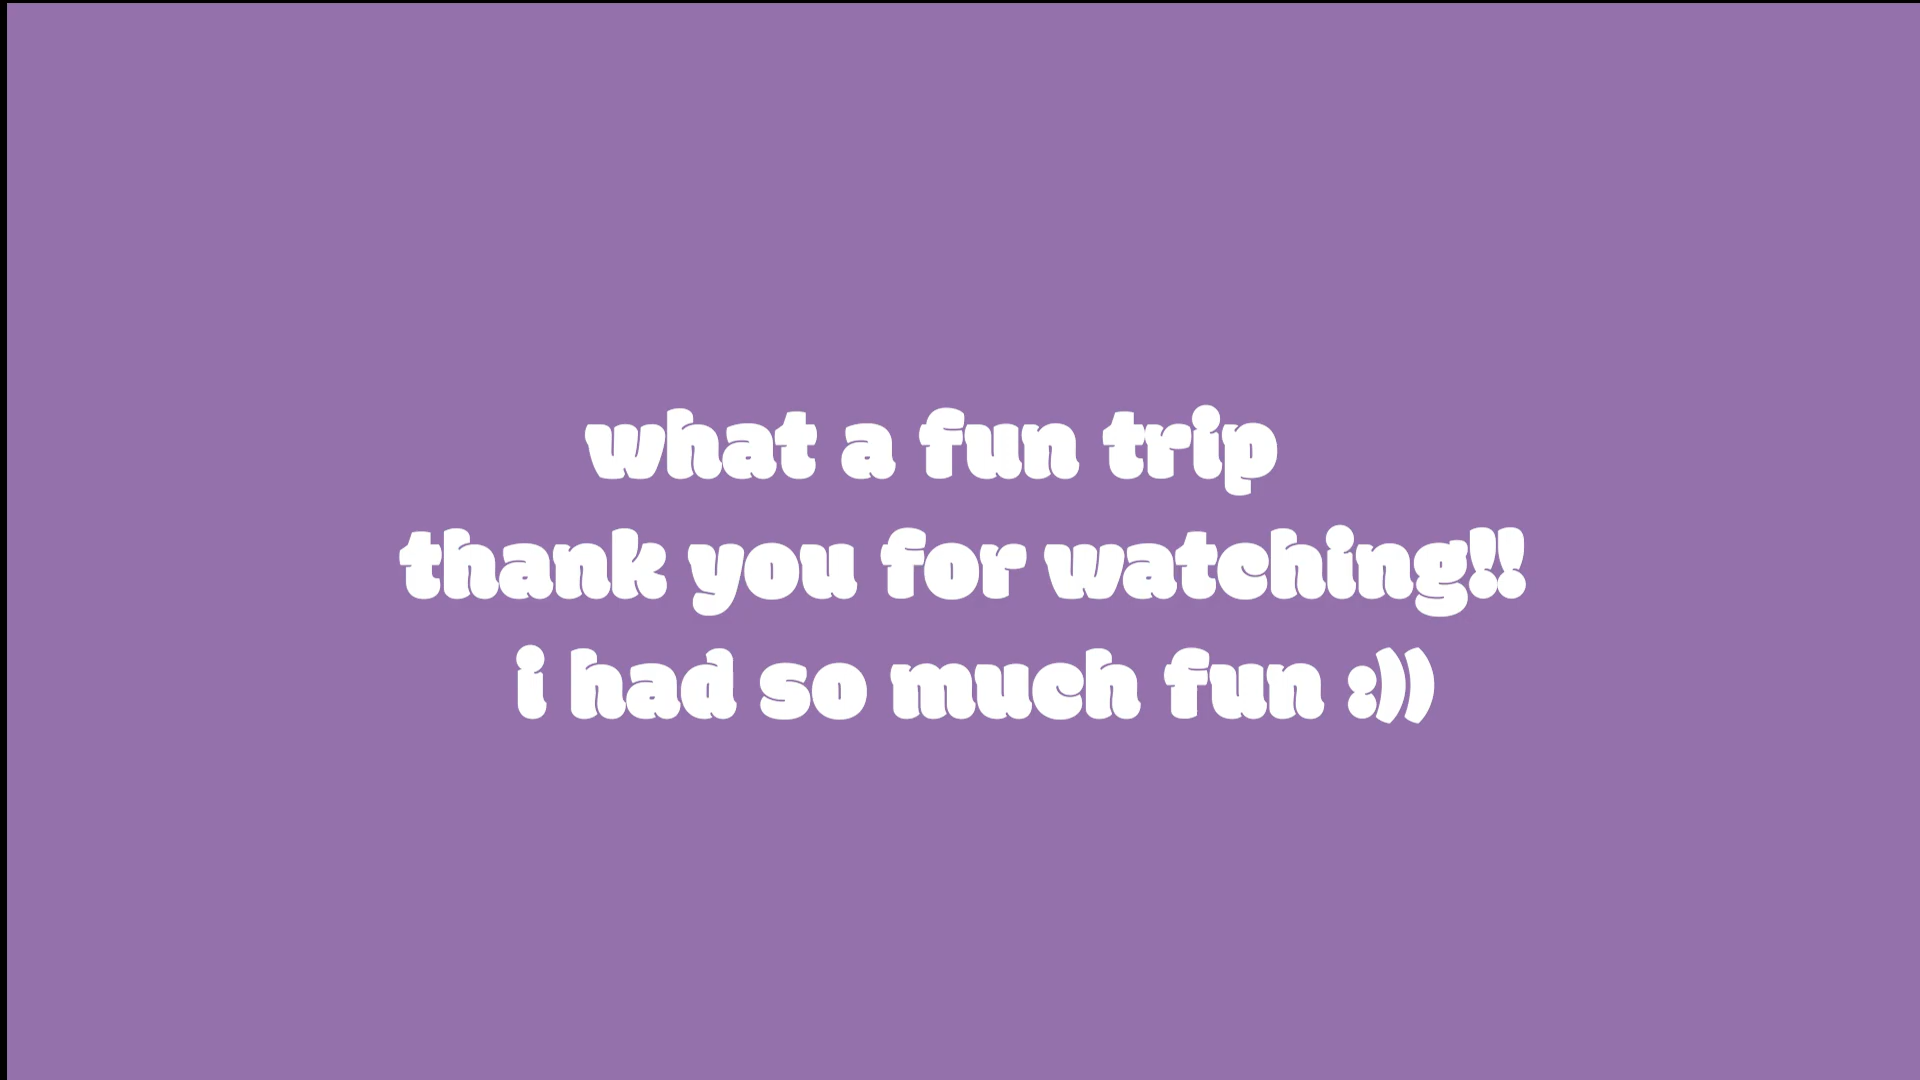 what a fun trip
thank you for watching!!
i had so much fun :))